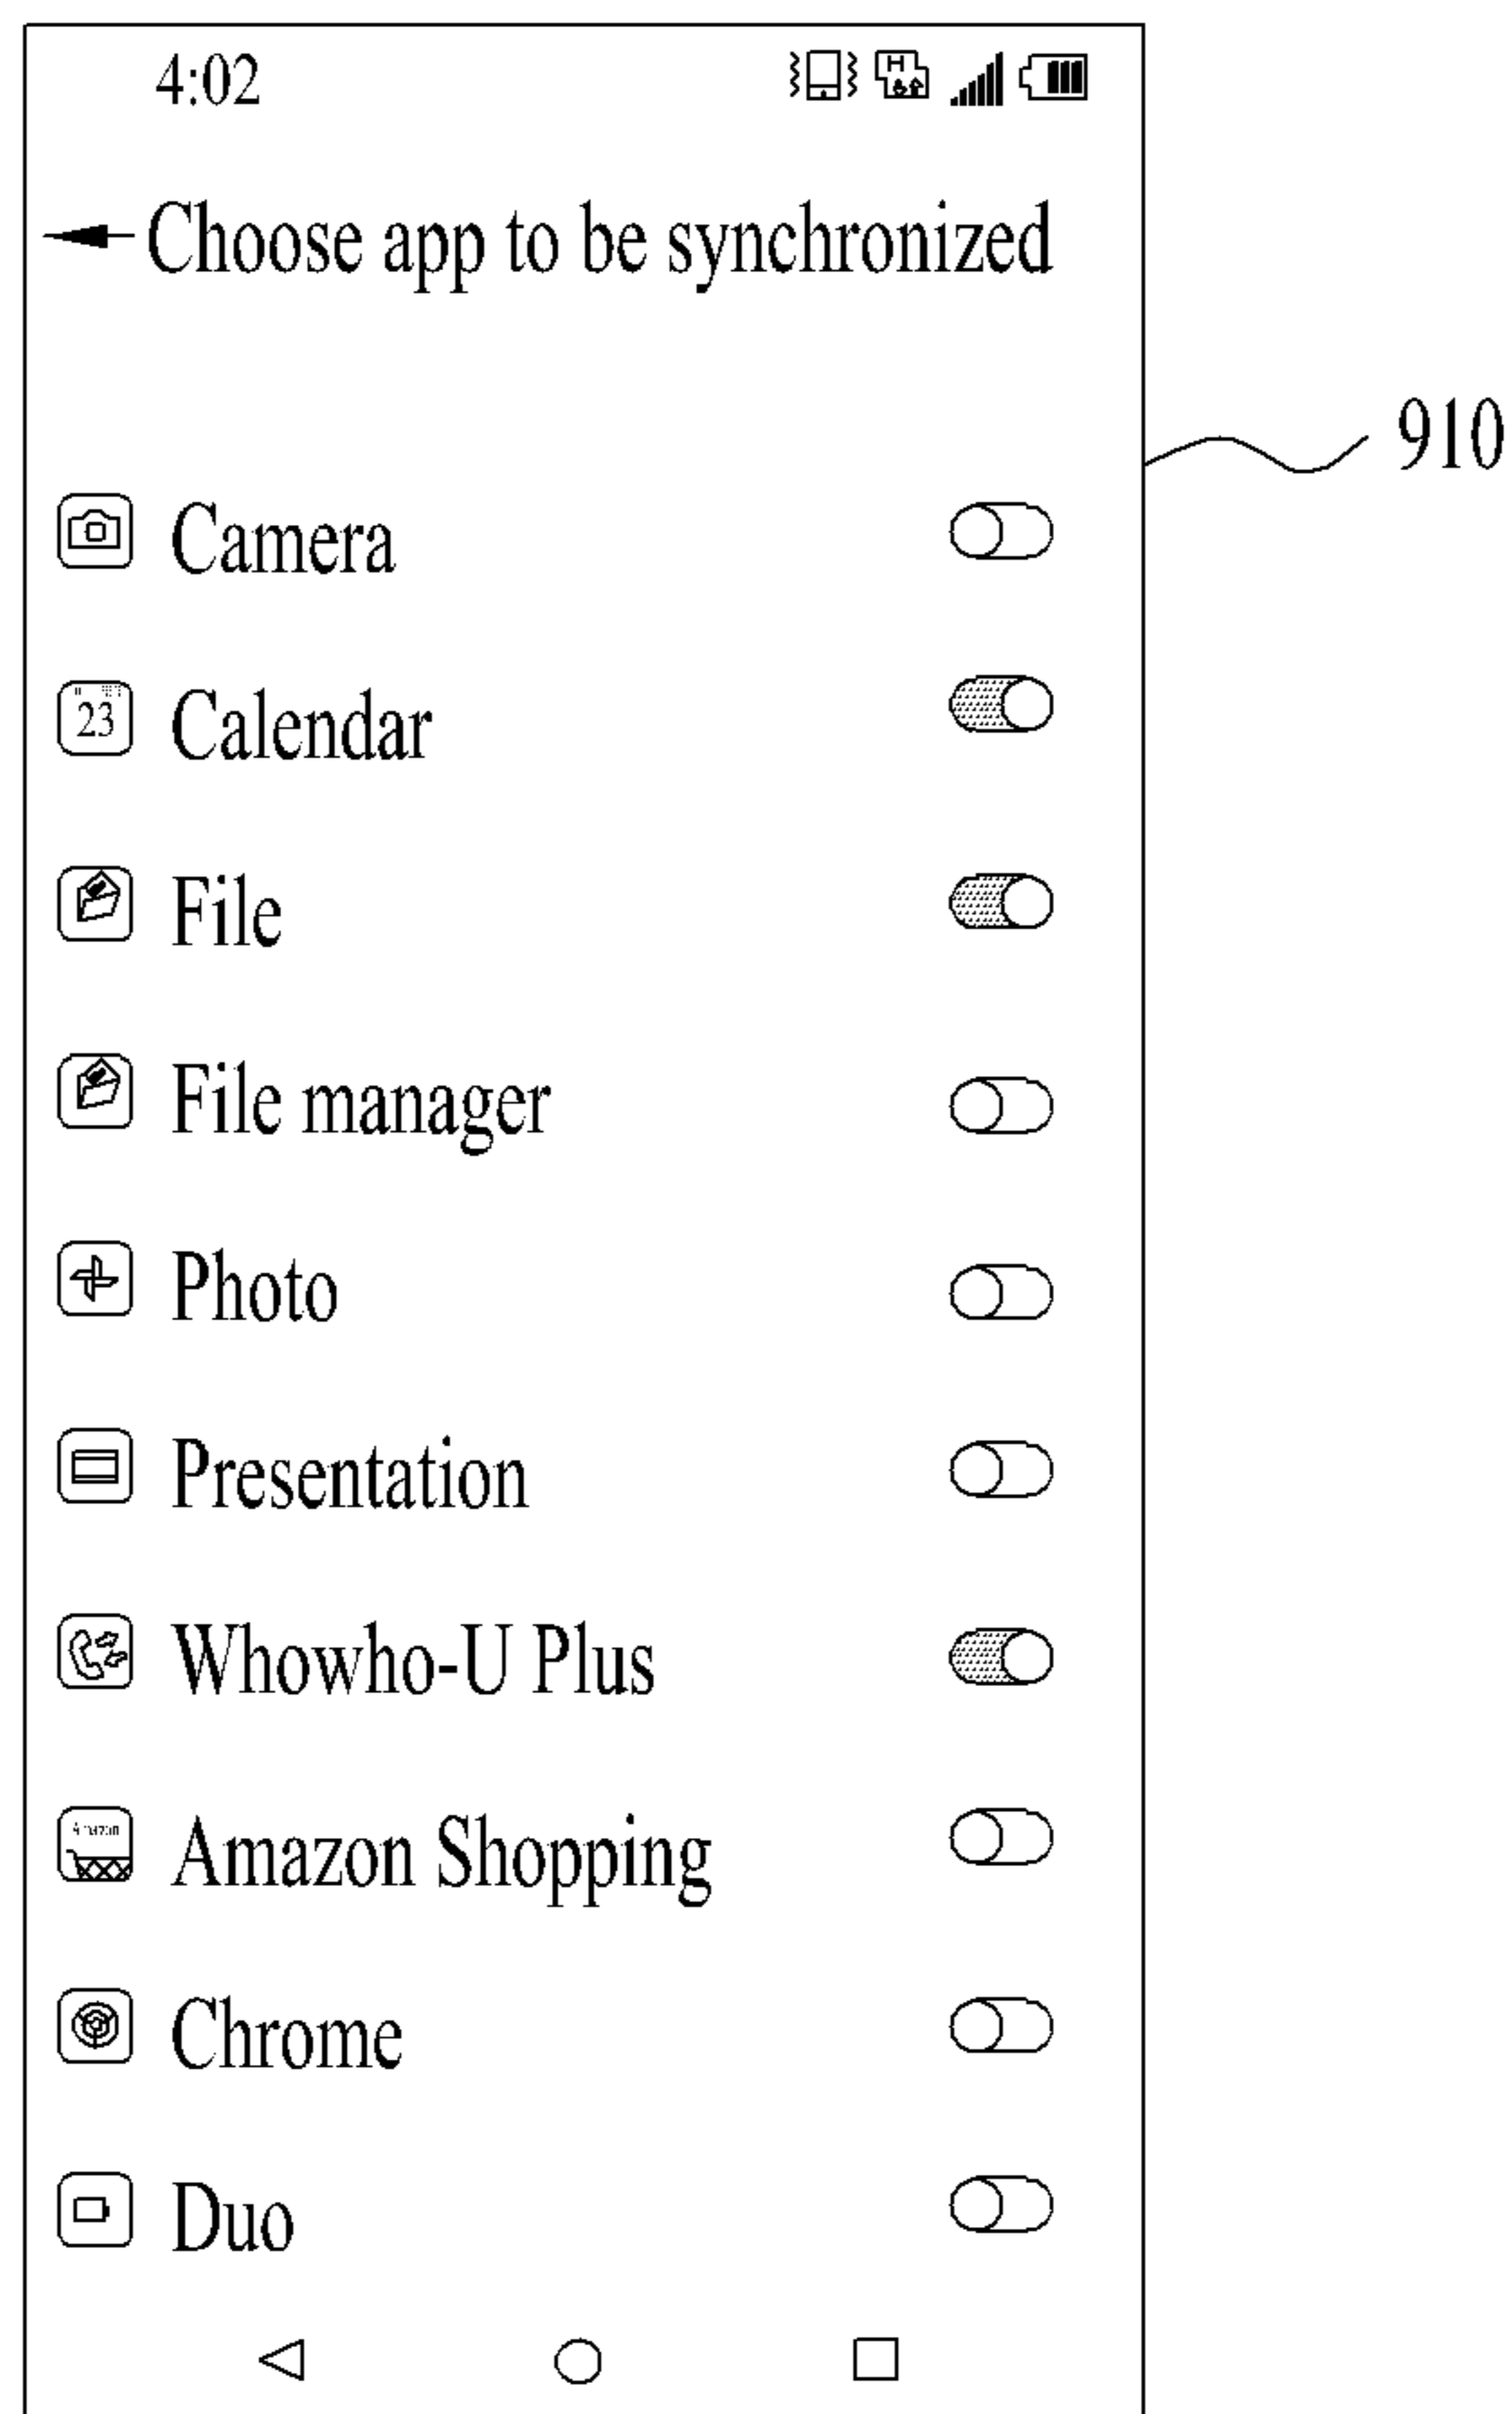 4:02
H
Choose app to be synchronized
910
Camera
23
Calendar
File
File manager
Photo
Presentation
Whowho-U Plus
Amazon
Amazon Shopping
Chrome
Duo